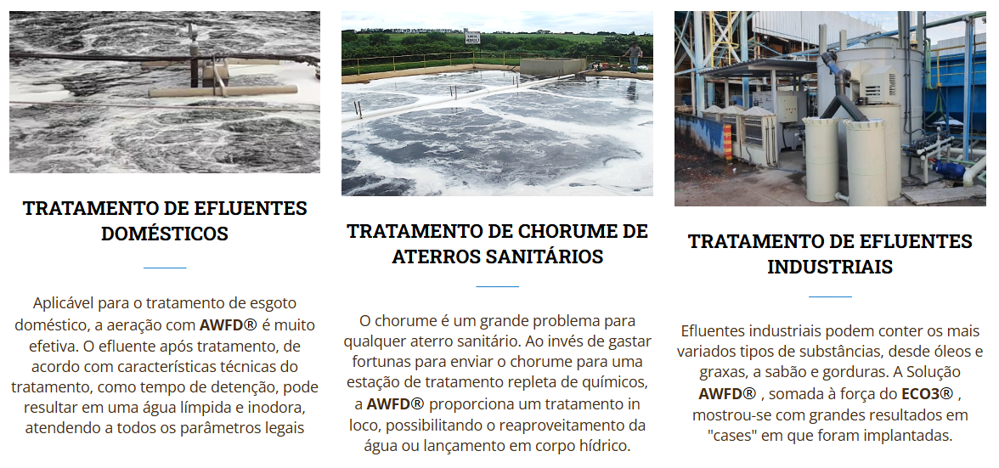 TRATAMENTO DE EFLUENTES
DOMÉSTICOS
Aplicável para o tratamento de esgoto
doméstico, a aeração com AWFD® é muito
efetiva. O efluente após tratamento, de
acordo com características técnicas do
tratamento, como tempo de detenção, pode
resultar em uma água límpida e inodora,
atendendo a todos os parâmetros legais
TRATAMENTO DE CHORUME DE
ATERROS SANITÁRIOS
O chorume é um grande problema para
qualquer aterro sanitário. Ao invés de gastar
fortunas para enviar o chorume para uma
estação de tratamento repleta de químicos,
a AWFD® proporciona um tratamento in
loco, possibilitando o reaproveitamento da
água ou lançamento em corpo hídrico.
TRATAMENTO DE EFLUENTES
INDUSTRIAIS
Efluentes industriais podem conter os mais
variados tipos de substâncias, desde óleos e
graxas, a sabão e gorduras. A Solução
AWFD® , somada à força do ECO3® ,
mostrou-se com grandes resultados em
"cases" em que foram implantadas.